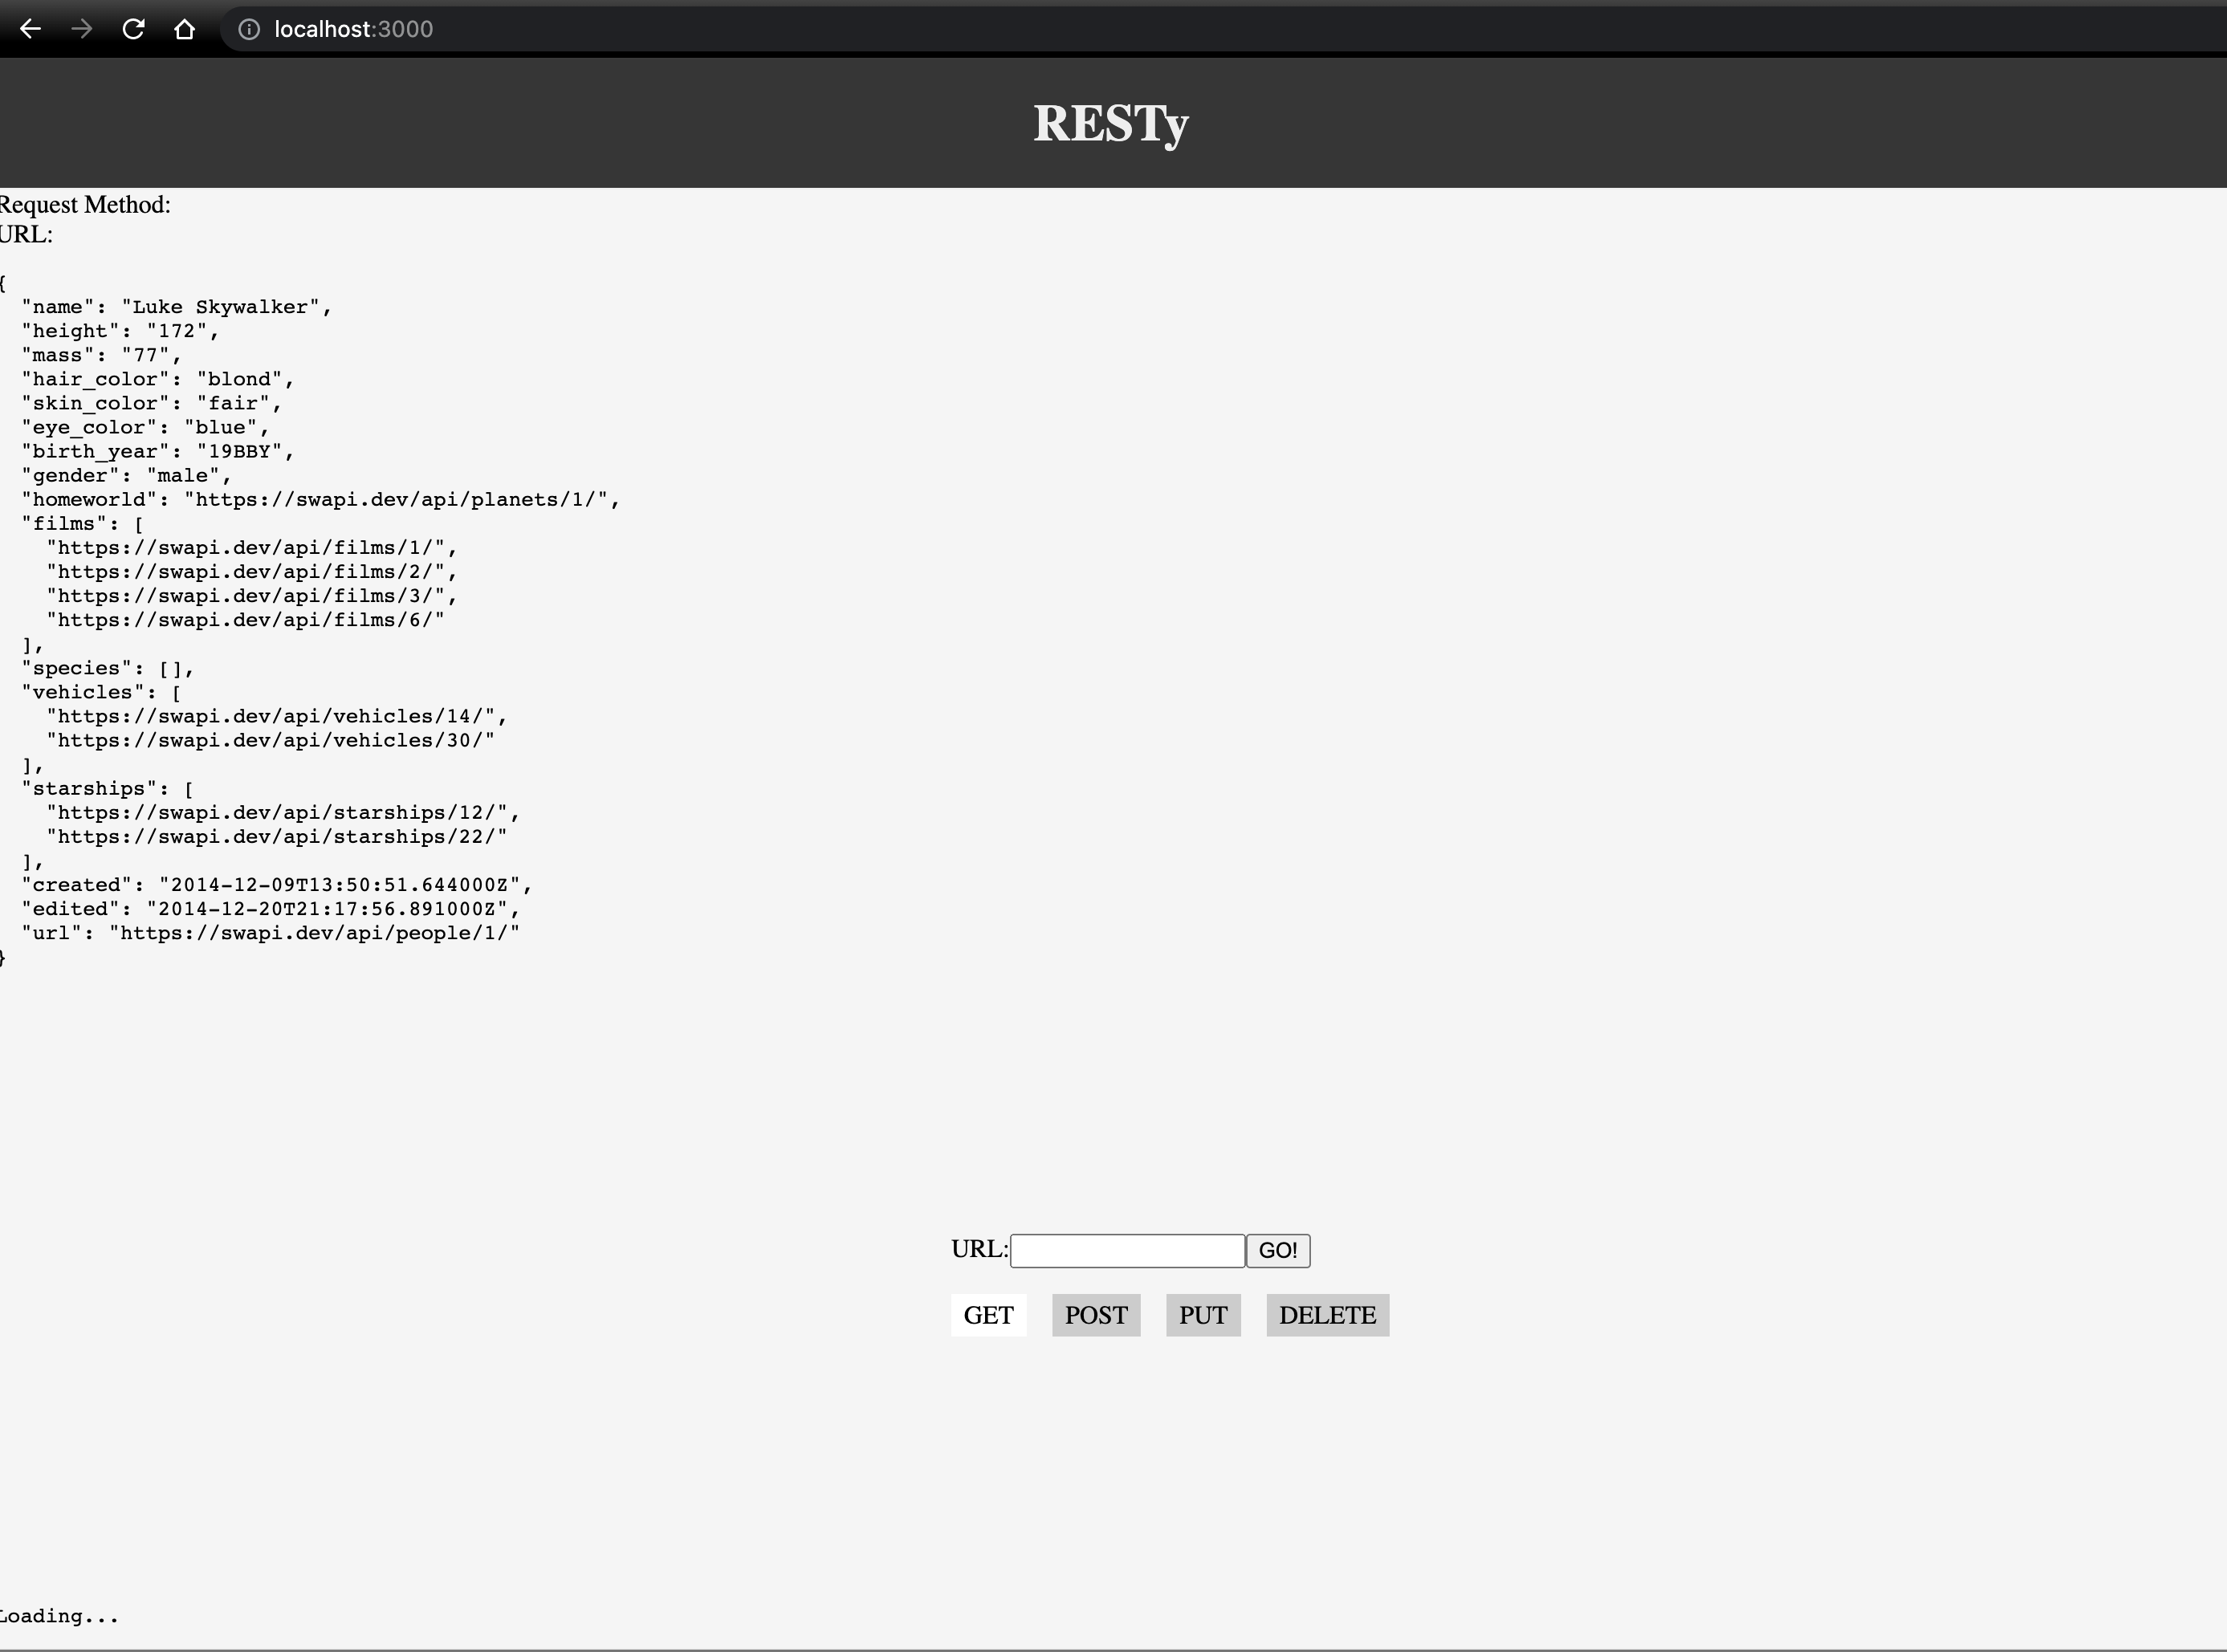 localhost:3000
RESTy
Request Method:
URL:
{
  "name": "Luke Skywalker",
  "height": "172",
  "mass": "77",
  "hair_color": "blond",
  "skin_color": "fair",
  "eye_color": "blue",
  "birth_year": "19BBY",
  "gender": "male",
  "homeworld": "https://swapi.dev/api/planets/1/",
  "films": [
    "https://swapi.dev/api/films/1/",
    "https://swapi.dev/api/films/2/",
    "https://swapi.dev/api/films/3/",
    "https://swapi.dev/api/films/6/"
  ],
  "species": [],
  "vehicles": [
    "https://swapi.dev/api/vehicles/14/",
    "https://swapi.dev/api/vehicles/30/"
  ],
  "starships": [
    "https://swapi.dev/api/starships/12/",
    "https://swapi.dev/api/starships/22/"
  ],
  "created": "2014-12-09T13:50:51.644000Z",
  "edited": "2014-12-20T21:17:56.891000Z",
  "url": "https://swapi.dev/api/people/1/"
}
URL: GO!
GET POST PUT DELETE
Loading...